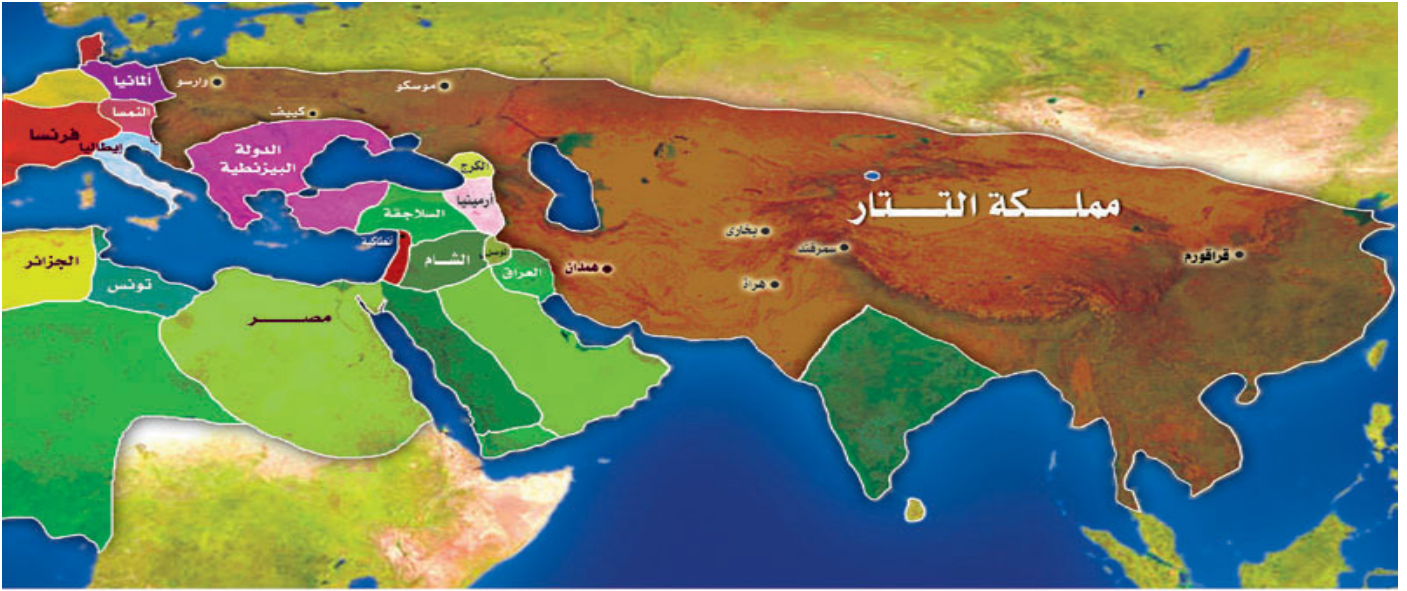 ألمانيا
وارسو
موسكو
النمسا
كييف
فرنسا
إيطاليا
الدولة
البيزنطية
الكرج
أرمينيا
السلاجقة
مملكة التتار
بخارى
سمرقند
قراقورم
أنطاكية
الشام
العراق
همدان
هراة
الجزائر
تونس
مصر